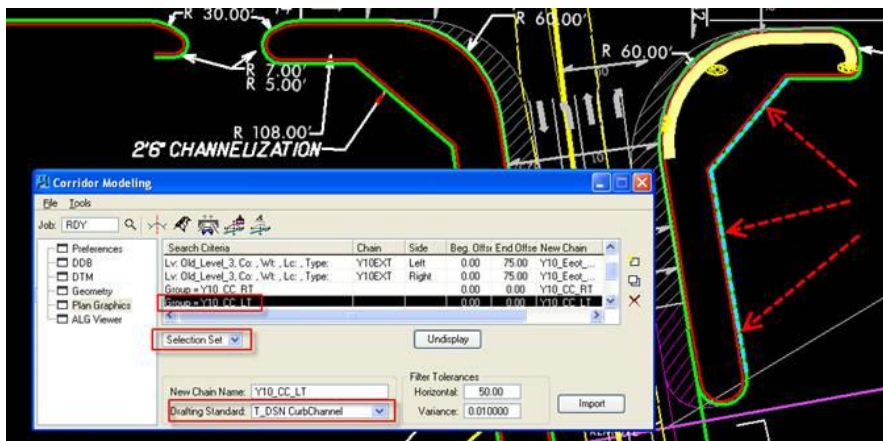 R 30.00'
R 60.00'
R 60.00'
R 7.00'
R 5.00'
R 108.00'
2'6" CHANNELIZATION
10
Corridor Modeling
File Tools
Job: RDY
Preferences
DDB
DTM
Geometry
Plan Graphics
ALG Viewer
Search Criteria Chain Side Beg. Offs End Offse New Chain
Lv: Old_Level_3, Co: , Wt: , Lc: , Type: Y10EXT Left 0.00 75.00 Y10_Eeot_...
Lv: Old_Level_3, Co: , Wt: , Lc: , Type: Y10EXT Right 0.00 75.00 Y10_Eeot_...
Group = Y10_CC_RT 0.00 0.00 Y10_CC_RT
Group = Y10_CC_LT 0.00 0.00 Y10_CC_LT
Selection Set
Undisplay
New Chain Name: Y10_CC_LT
Drafting Standard: T_DSN CurbChannel
Filter Tolerances
Horizontal: 50.00
Variance: 0.010000
Import